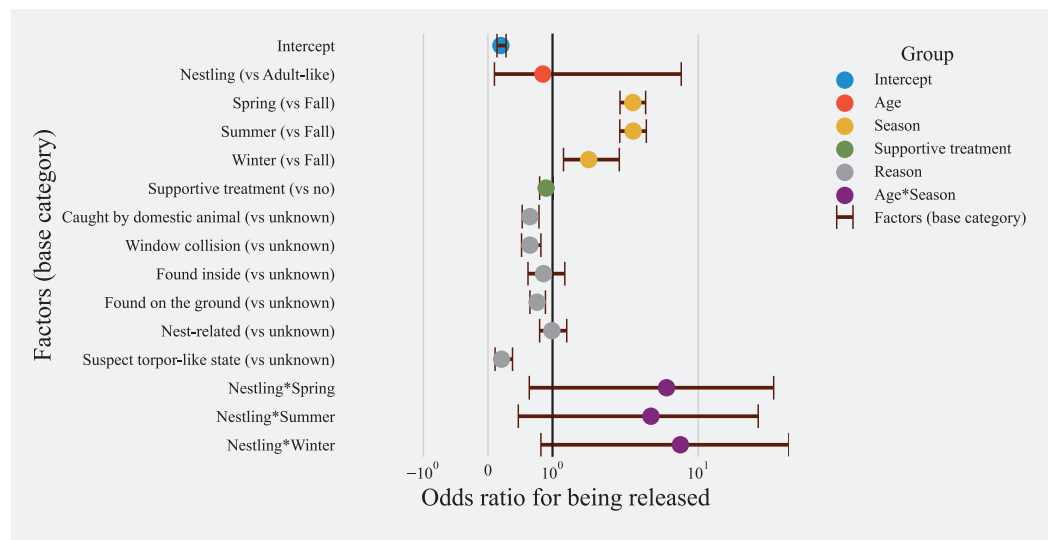 Intercept
Nestling (vs Adult-like)
Spring (vs Fall)
Summer (vs Fall)
Winter (vs Fall)
Supportive treatment (vs no)
Caught by domestic animal (vs unknown)
Window collision (vs unknown)
Found inside (vs unknown)
Found on the ground (vs unknown)
Nest-related (vs unknown)
Suspect torpor-like state (vs unknown)
Nestling*Spring
Nestling*Summer
Nestling*Winter
Factors (base category)
−10⁰ 0 10⁰ 10¹
Odds ratio for being released
Group
Intercept
Age
Season
Supportive treatment
Reason
Age*Season
Factors (base category)